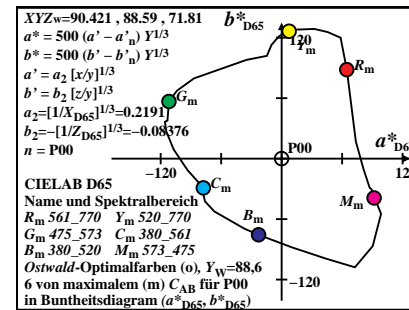 XYZw=90.421, 88.59, 71.81
a* = 500 (a' – a'n) Y1/3
b* = 500 (b' – b'n) Y1/3
a' = a2 [x/y]1/3
b' = b2 [z/y]1/3
a2=[1/XD65]1/3=0.2191
b2=–[1/ZD65]1/3=–0.08376
n = P00
CIELAB D65
Name und Spektralbereich
Rm 561_770 Ym 520_770
Gm 475_573 Cm 380_561
Bm 380_520 Mm 573_475
Ostwald-Optimalfarben (o), YW=88,6
6 von maximalem (m) CAB für P00
in Buntheitsdiagram (a*D65, b*D65)
b*D65
120
Ym
Rm
Gm
P00
a*D65
–120
12
Cm
Bm
Mm
–120